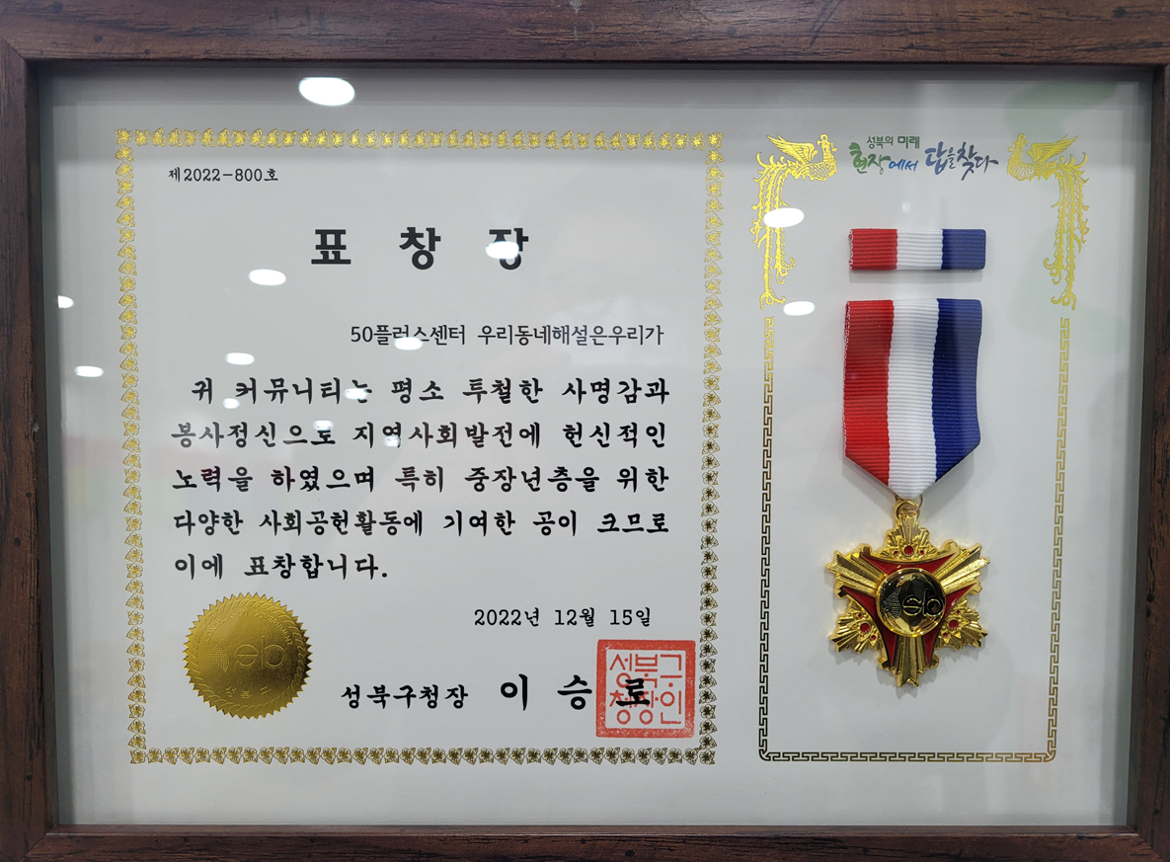 제2022-800호
표 창 장
50플러스센터 우리동네해설은우리가
귀 커뮤니티는 평소 투철한 사명감과
봉사정신으로 지역사회발전에 헌신적인
노력을 하였으며 특히 중장년층을 위한
다양한 사회공헌활동에 기여한 공이 크므로
이에 표창합니다.
2022년 12월 15일
성북구청장 이 승 로
성북구
청장인
성북의 미래
현장에서 답을찾다